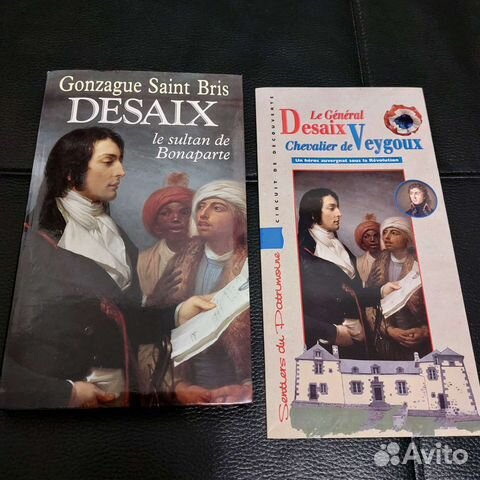 Gonzague Saint Bris
DESAIX
le sultan de
Bonaparte
CIRCUIT DE DÉCOUVERTE
Le Général
Desaix Veygoux
Chevalier de
Un héros auvergnat sous la Révolution
Sentiers du Patrimoine
Avito